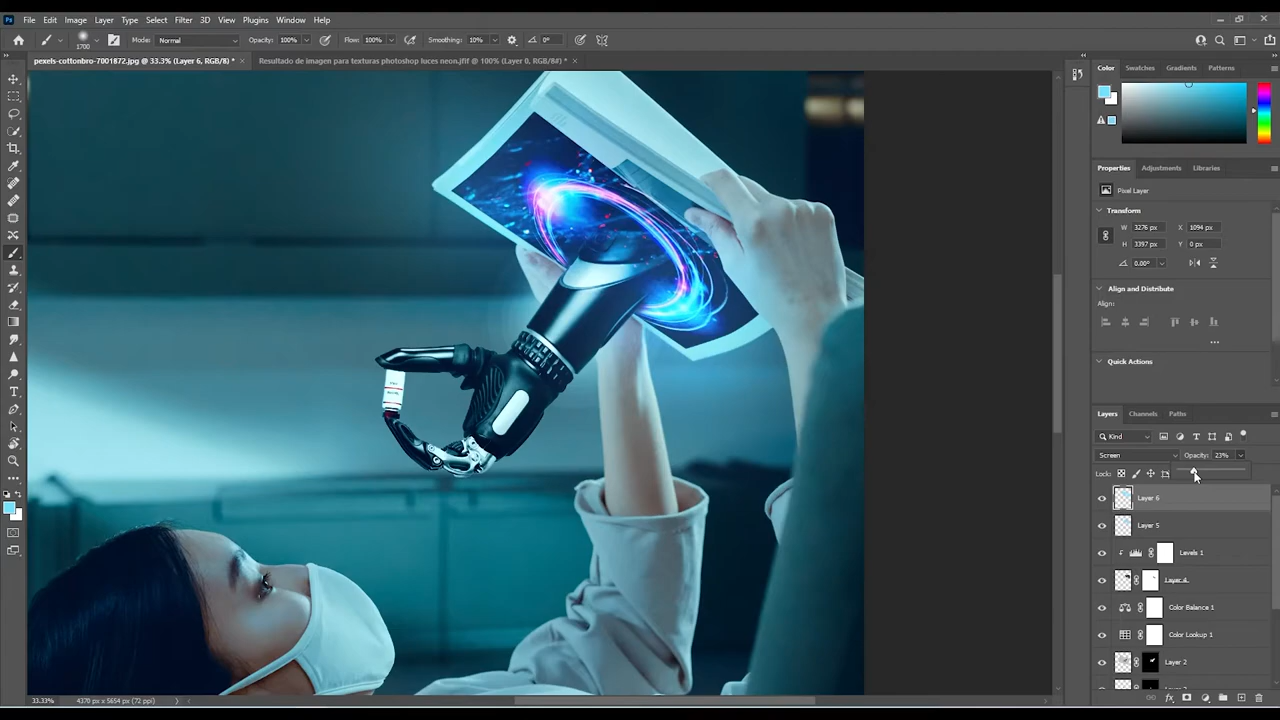 Ps File Edit Image Layer Type Select Filter 3D View Plugins Window Help
1700 Mode: Normal Opacity: 100% Flow: 100% Smoothing: 10% 0°
pexels-cottonbro-7001872.jpg @ 33.3% (Layer 6, RGB/8) * × Resultado de imagen para texturas photoshop luces neon.jfif @ 100% (Layer 0, RGB/8#) * ×
Color Swatches Gradients Patterns
Properties Adjustments Libraries
Pixel Layer
Transform
W 3276 px X 1094 px
H 3397 px Y 0 px
0.00°
Align and Distribute
Align:
Quick Actions
Layers Channels Paths
Kind
Screen Opacity: 23%
Lock:
Layer 6
Layer 5
Levels 1
Layer 4
Color Balance 1
Color Lookup 1
Layer 2
33.33% 4370 px x 5654 px (72 ppi)